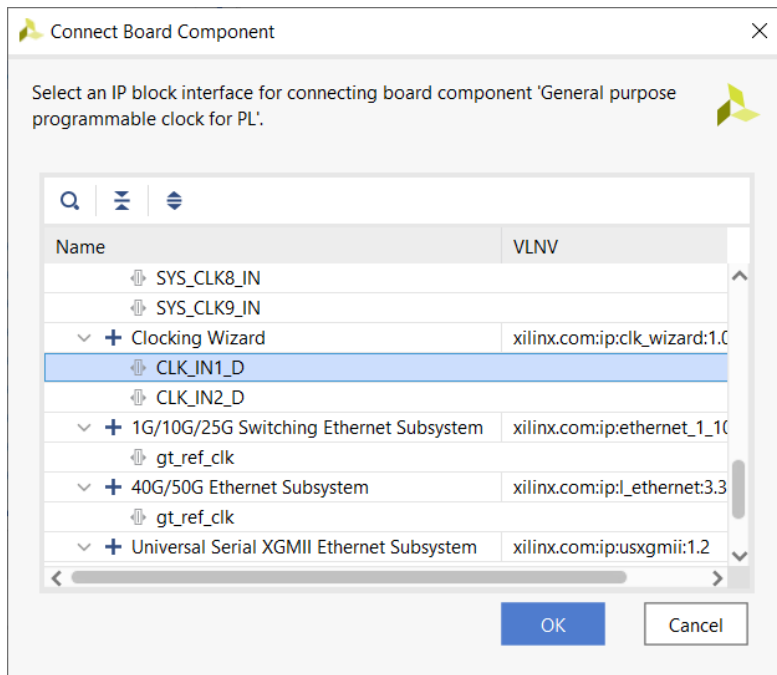 Connect Board Component
Select an IP block interface for connecting board component 'General purpose
programmable clock for PL'.
Name VLNV
SYS_CLK8_IN
SYS_CLK9_IN
Clocking Wizard xilinx.com:ip:clk_wizard:1.0
CLK_IN1_D
CLK_IN2_D
1G/10G/25G Switching Ethernet Subsystem xilinx.com:ip:ethernet_1_10
gt_ref_clk
40G/50G Ethernet Subsystem xilinx.com:ip:l_ethernet:3.3
gt_ref_clk
Universal Serial XGMII Ethernet Subsystem xilinx.com:ip:usxgmii:1.2
OK Cancel